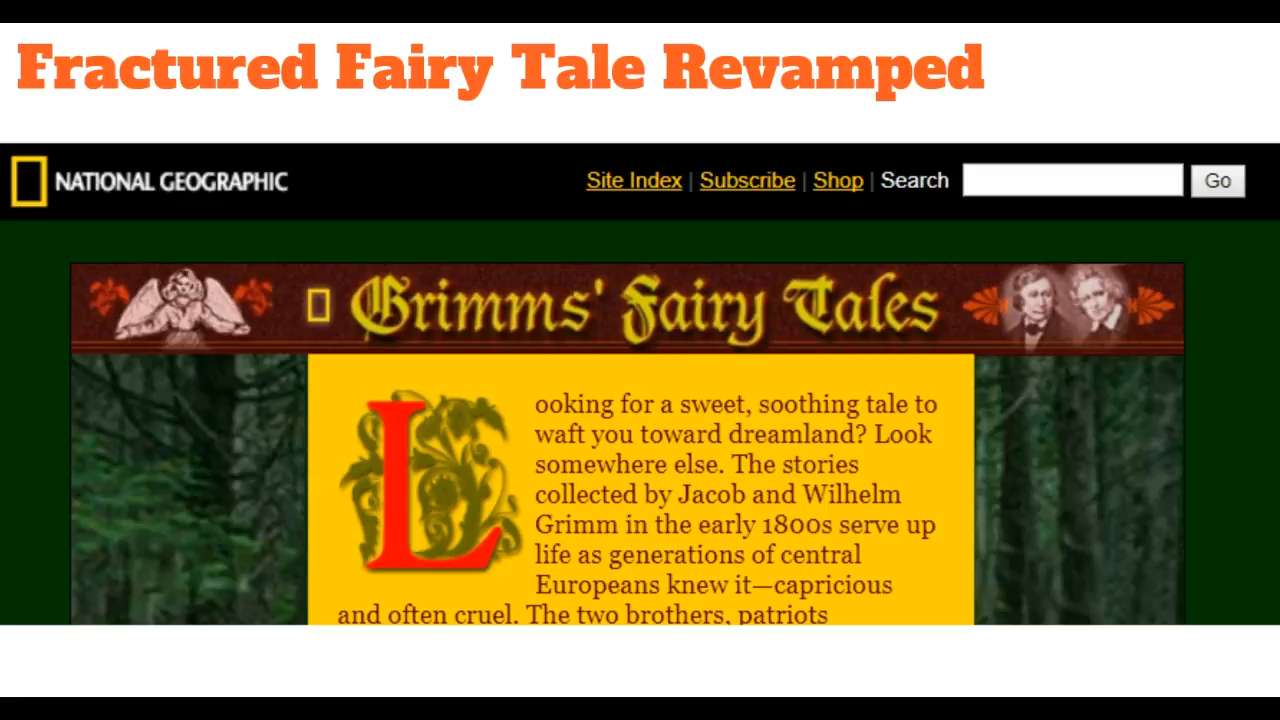 Fractured Fairy Tale Revamped
NATIONAL GEOGRAPHIC
Site Index | Subscribe | Shop | Search Go
Grimms' Fairy Tales
Looking for a sweet, soothing tale to
waft you toward dreamland? Look
somewhere else. The stories
collected by Jacob and Wilhelm
Grimm in the early 1800s serve up
life as generations of central
Europeans knew it—capricious
and often cruel. The two brothers, patriots